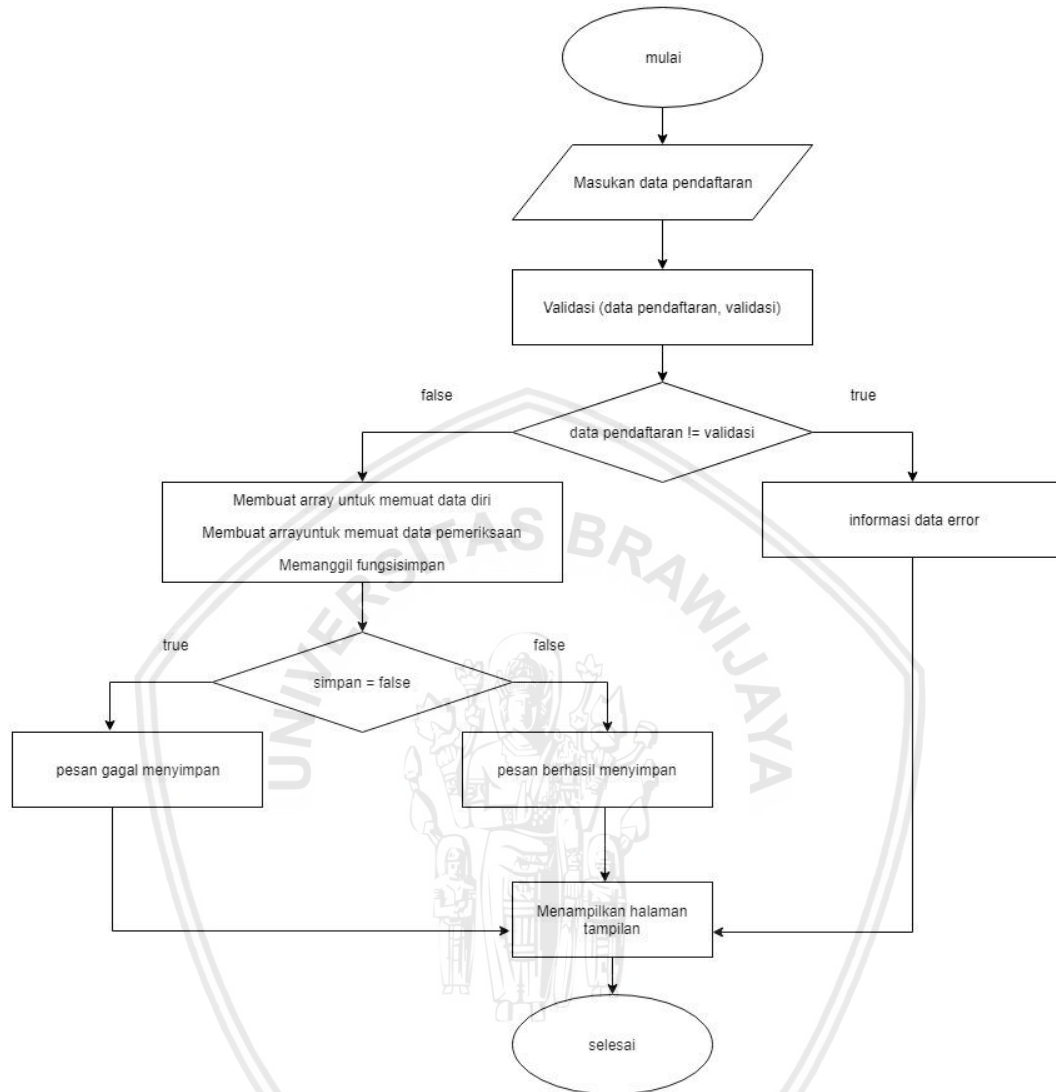 mulai
Masukan data pendaftaran
Validasi (data pendaftaran, validasi)
false
true
data pendaftaran != validasi
Membuat array untuk memuat data diri
Membuat arrayuntuk memuat data pemeriksaan
Memanggil fungsisimpan
informasi data error
true
false
simpan = false
pesan gagal menyimpan
pesan berhasil menyimpan
Menampilkan halaman
tampilan
selesai
UNIVERSITAS BRAWIJAYA